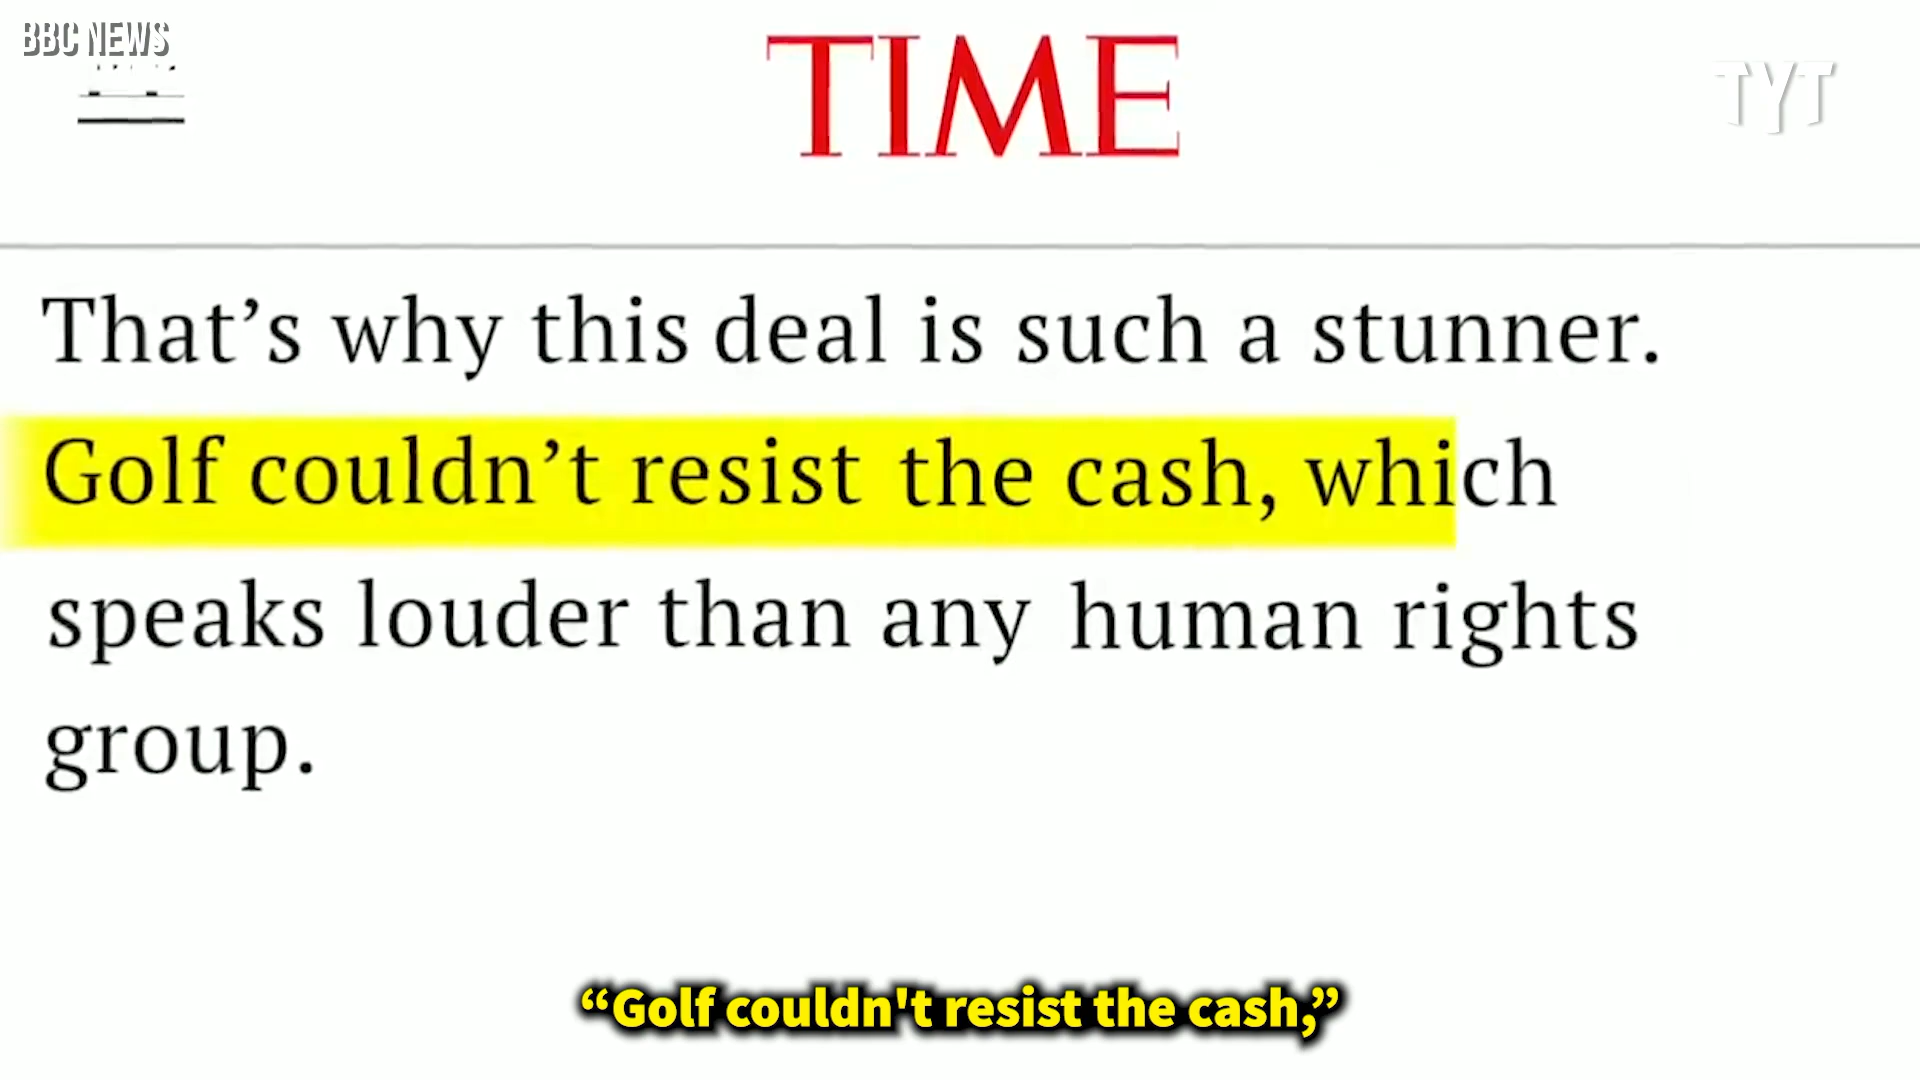 BBC NEWS
TIME
TYT
That’s why this deal is such a stunner.
Golf couldn’t resist the cash, which
speaks louder than any human rights
group.
“Golf couldn't resist the cash,”